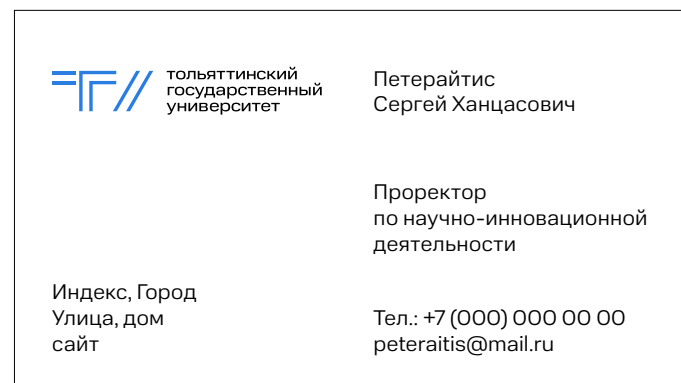 тольяттинский
государственный
университет
Петерайтис
Сергей Ханцасович
Проректор
по научно-инновационной
деятельности
Индекс, Город
Улица, дом
сайт
Тел.: +7 (000) 000 00 00
peteraitis@mail.ru